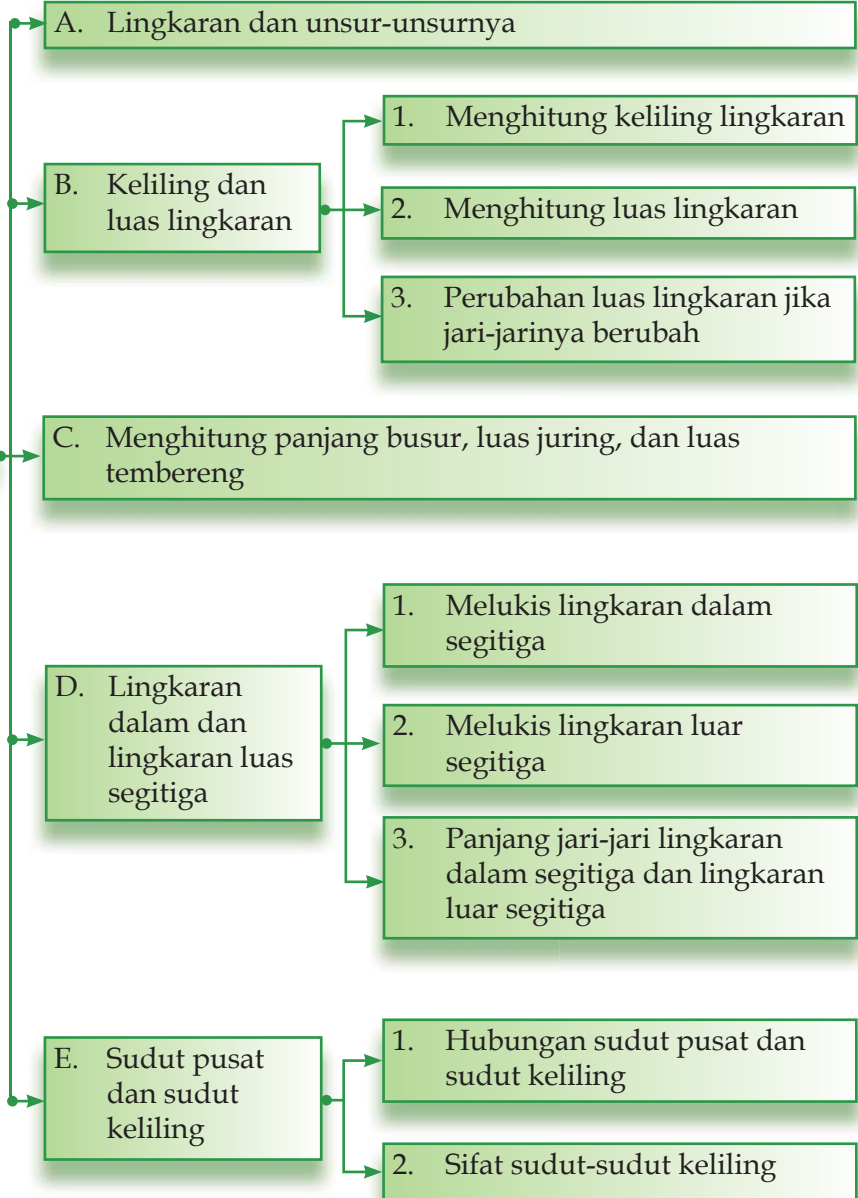 A. Lingkaran dan unsur-unsurnya
B. Keliling dan
luas lingkaran
1. Menghitung keliling lingkaran
2. Menghitung luas lingkaran
3. Perubahan luas lingkaran jika
jari-jarinya berubah
C. Menghitung panjang busur, luas juring, dan luas
tembereng
D. Lingkaran
dalam dan
lingkaran luas
segitiga
1. Melukis lingkaran dalam
segitiga
2. Melukis lingkaran luar
segitiga
3. Panjang jari-jari lingkaran
dalam segitiga dan lingkaran
luar segitiga
E. Sudut pusat
dan sudut
keliling
1. Hubungan sudut pusat dan
sudut keliling
2. Sifat sudut-sudut keliling